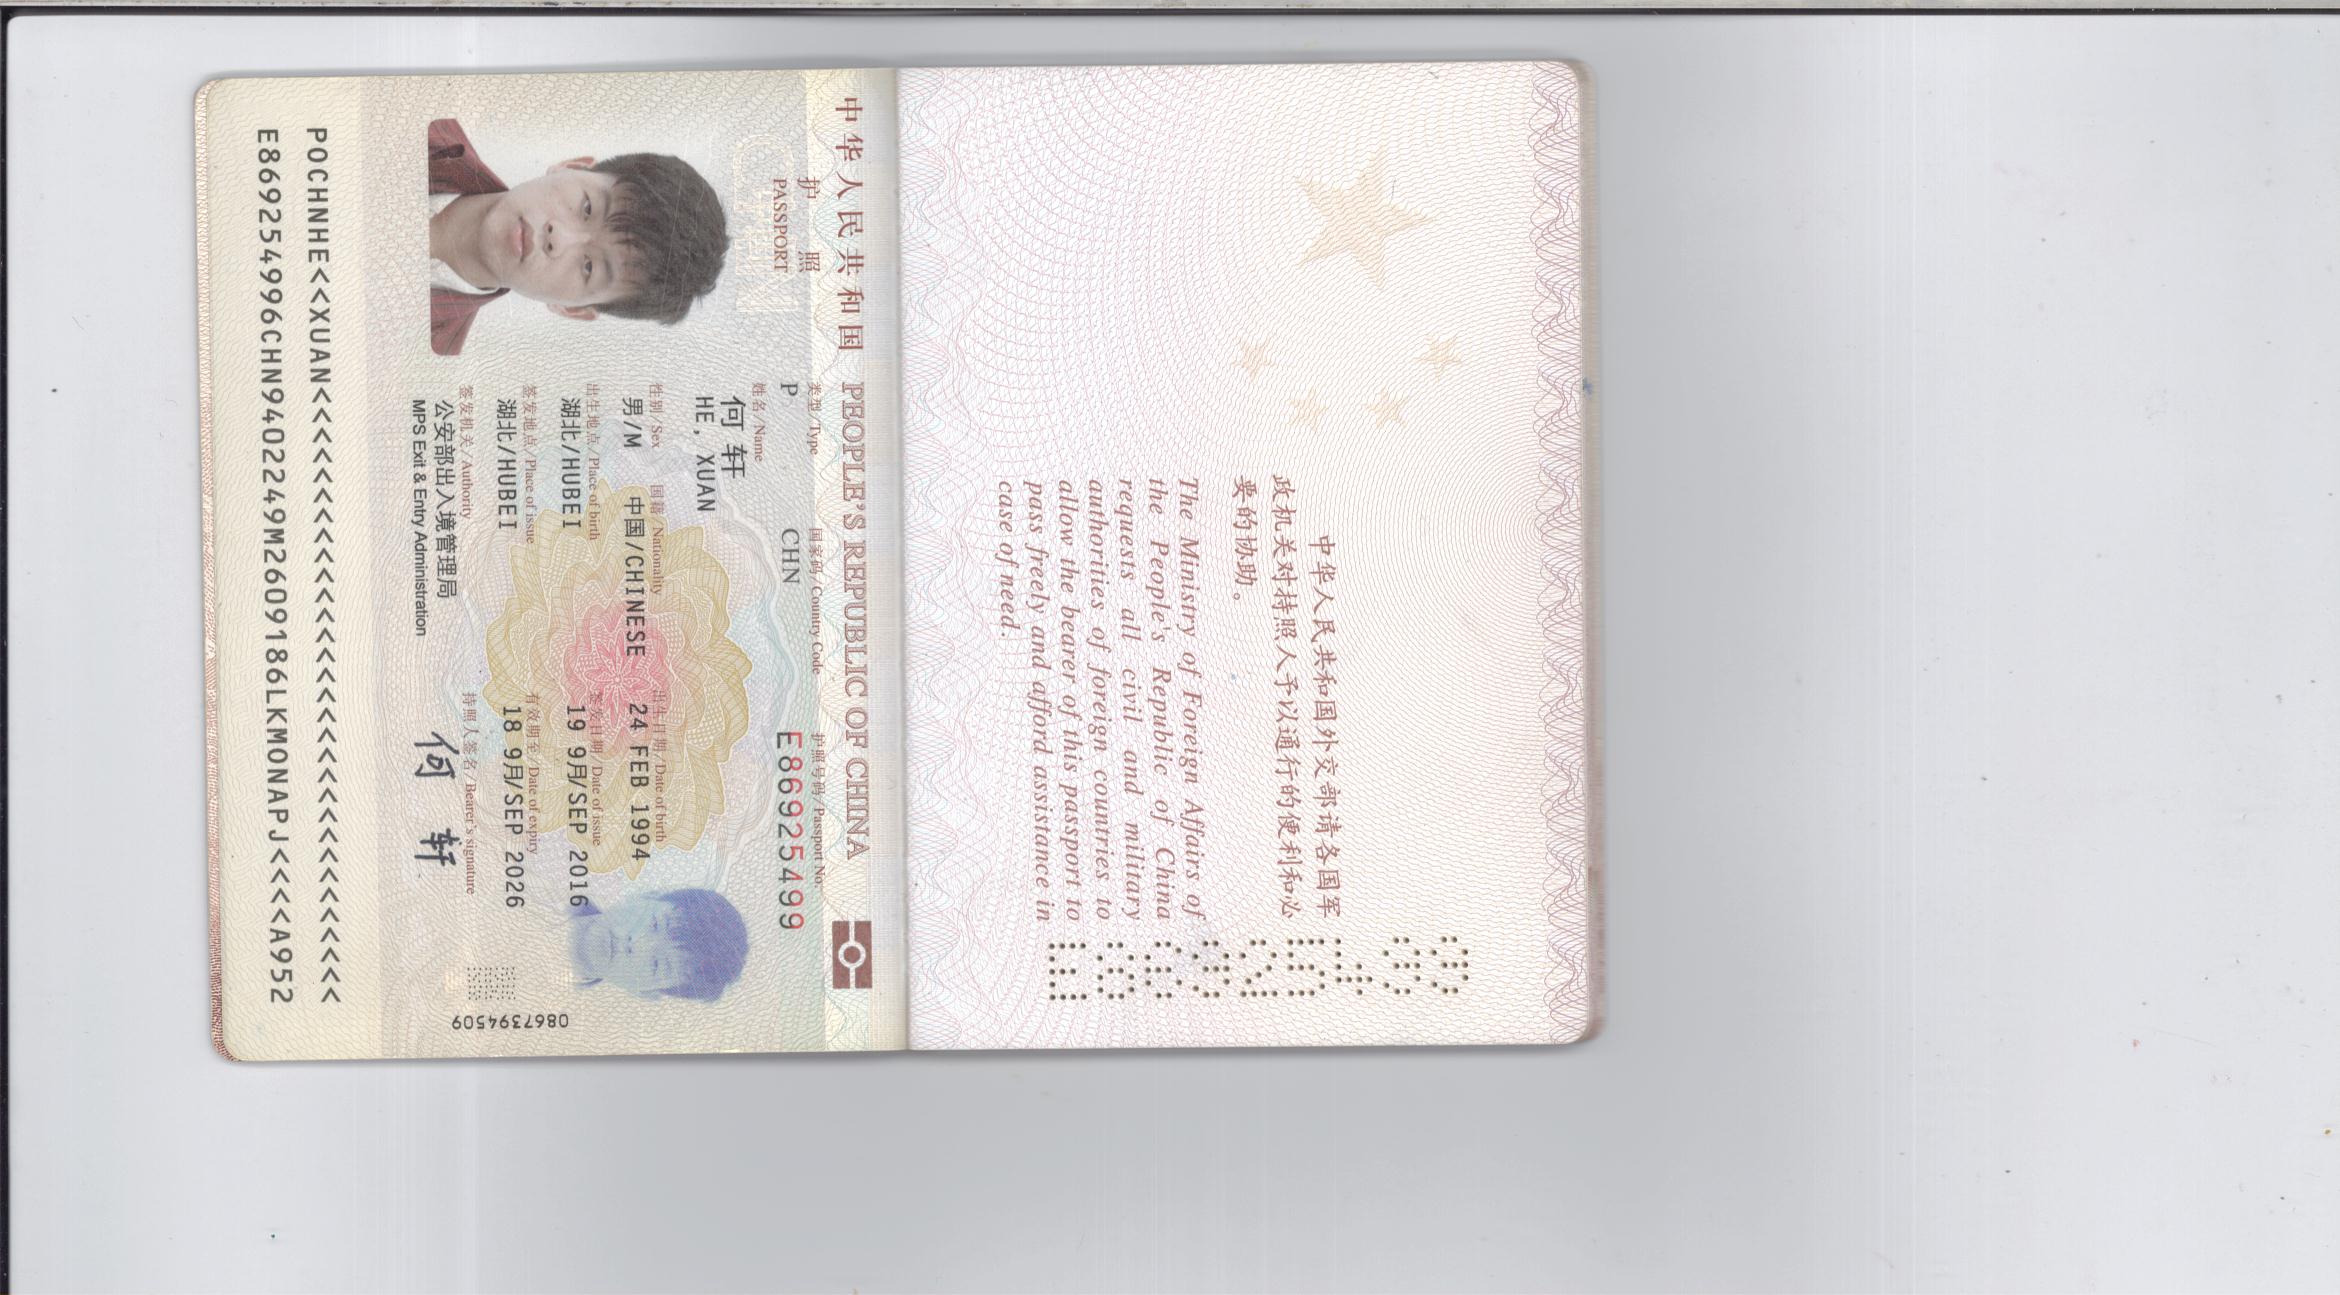 中华人民共和国外交部请各国军
政机关对持照人予以通行的便利和必
要的协助。
The Ministry of Foreign Affairs of
the People's Republic of China
requests all civil and military
authorities of foreign countries to
allow the bearer of this passport to
pass freely and afford assistance in
case of need.
E86925499
中华人民共和国 PEOPLE'S REPUBLIC OF CHINA
护 照
PASSPORT
类型/Type 国家码/Country Code 护照号码/Passport No.
P CHN E86925499
姓名/Name
何轩
HE, XUAN
性别/Sex 国籍/Nationality 出生日期/Date of birth
男/M 中国/CHINESE 24 FEB 1994
出生地点/Place of birth 签发日期/Date of issue
湖北/HUBEI 19 9月/SEP 2016
签发地点/Place of issue 有效期至/Date of expiry
湖北/HUBEI 18 9月/SEP 2026
签发机关/Authority 持照人签名/Bearer's signature
公安部出入境管理局
MPS Exit & Entry Administration
何 轩
0867394509
POCHNHE<<XUAN<<<<<<<<<<<<<<<<<<<<<<<<<<<<<<<
E869254996CHN9402249M2609186LKMONAPJ<<<<A952